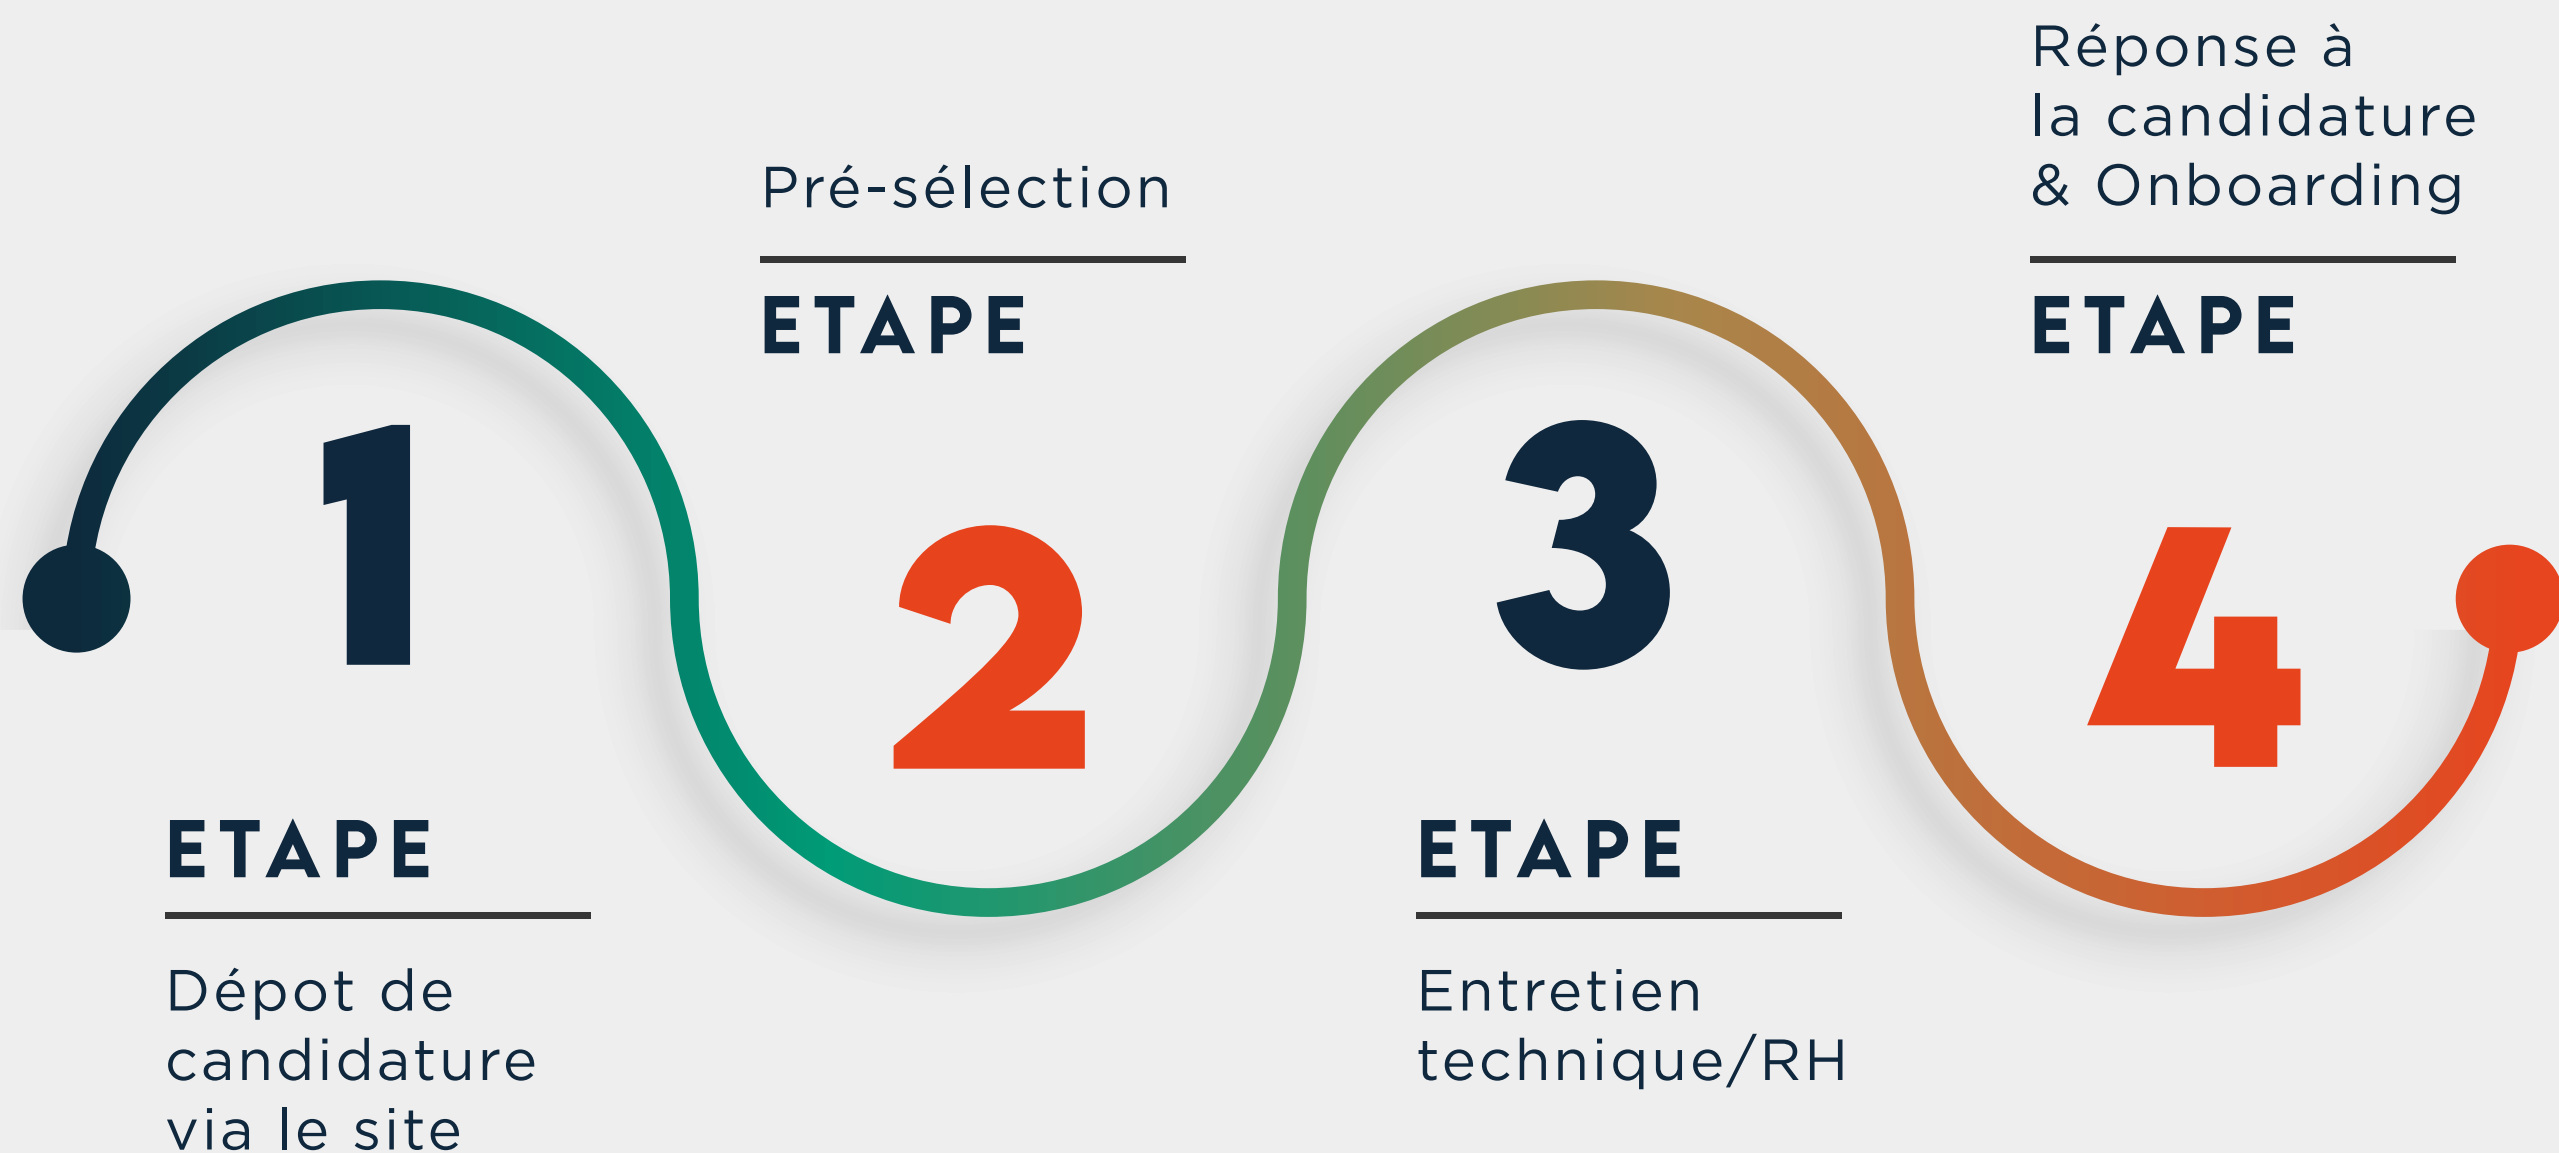 1
ETAPE
Dépot de
candidature
via le site
Pré-sélection
ETAPE
2
3
ETAPE
Entretien
technique/RH
Réponse à
la candidature
& Onboarding
ETAPE
4